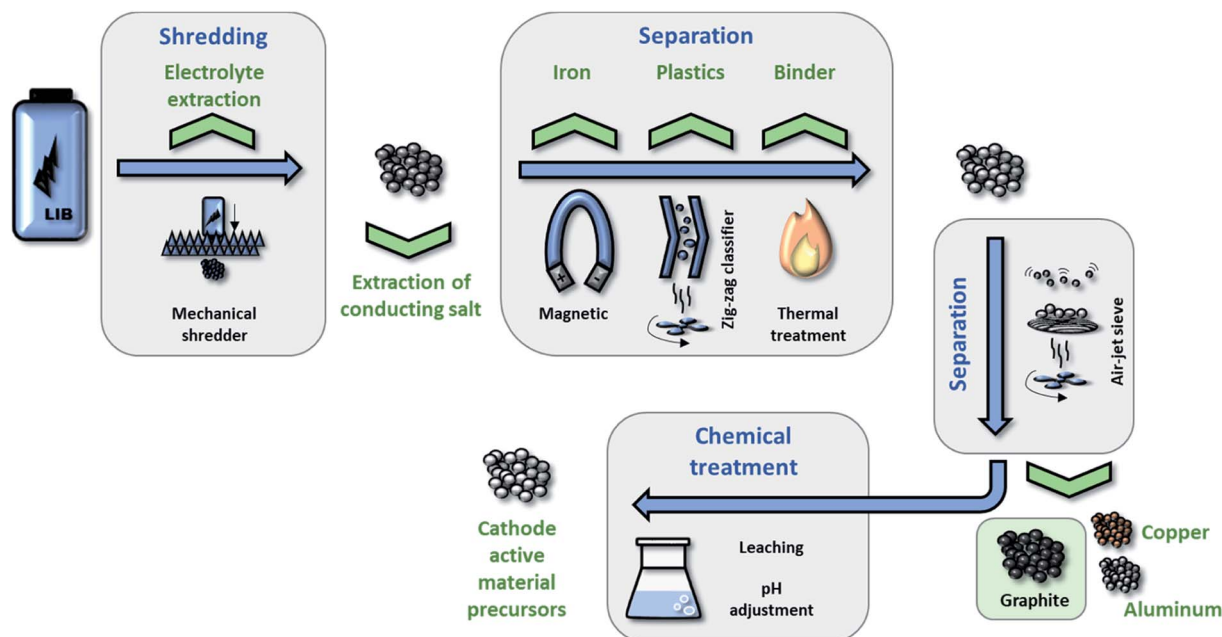 LIB
Shredding
Electrolyte
extraction
Mechanical
shredder
Extraction of
conducting salt
Separation
Iron
Plastics
Binder
+
-
Magnetic
Zig-zag classifier
Thermal
treatment
Separation
Air-jet sieve
Graphite
Copper
Aluminum
Chemical
treatment
Leaching
pH
adjustment
Cathode
active
material
precursors